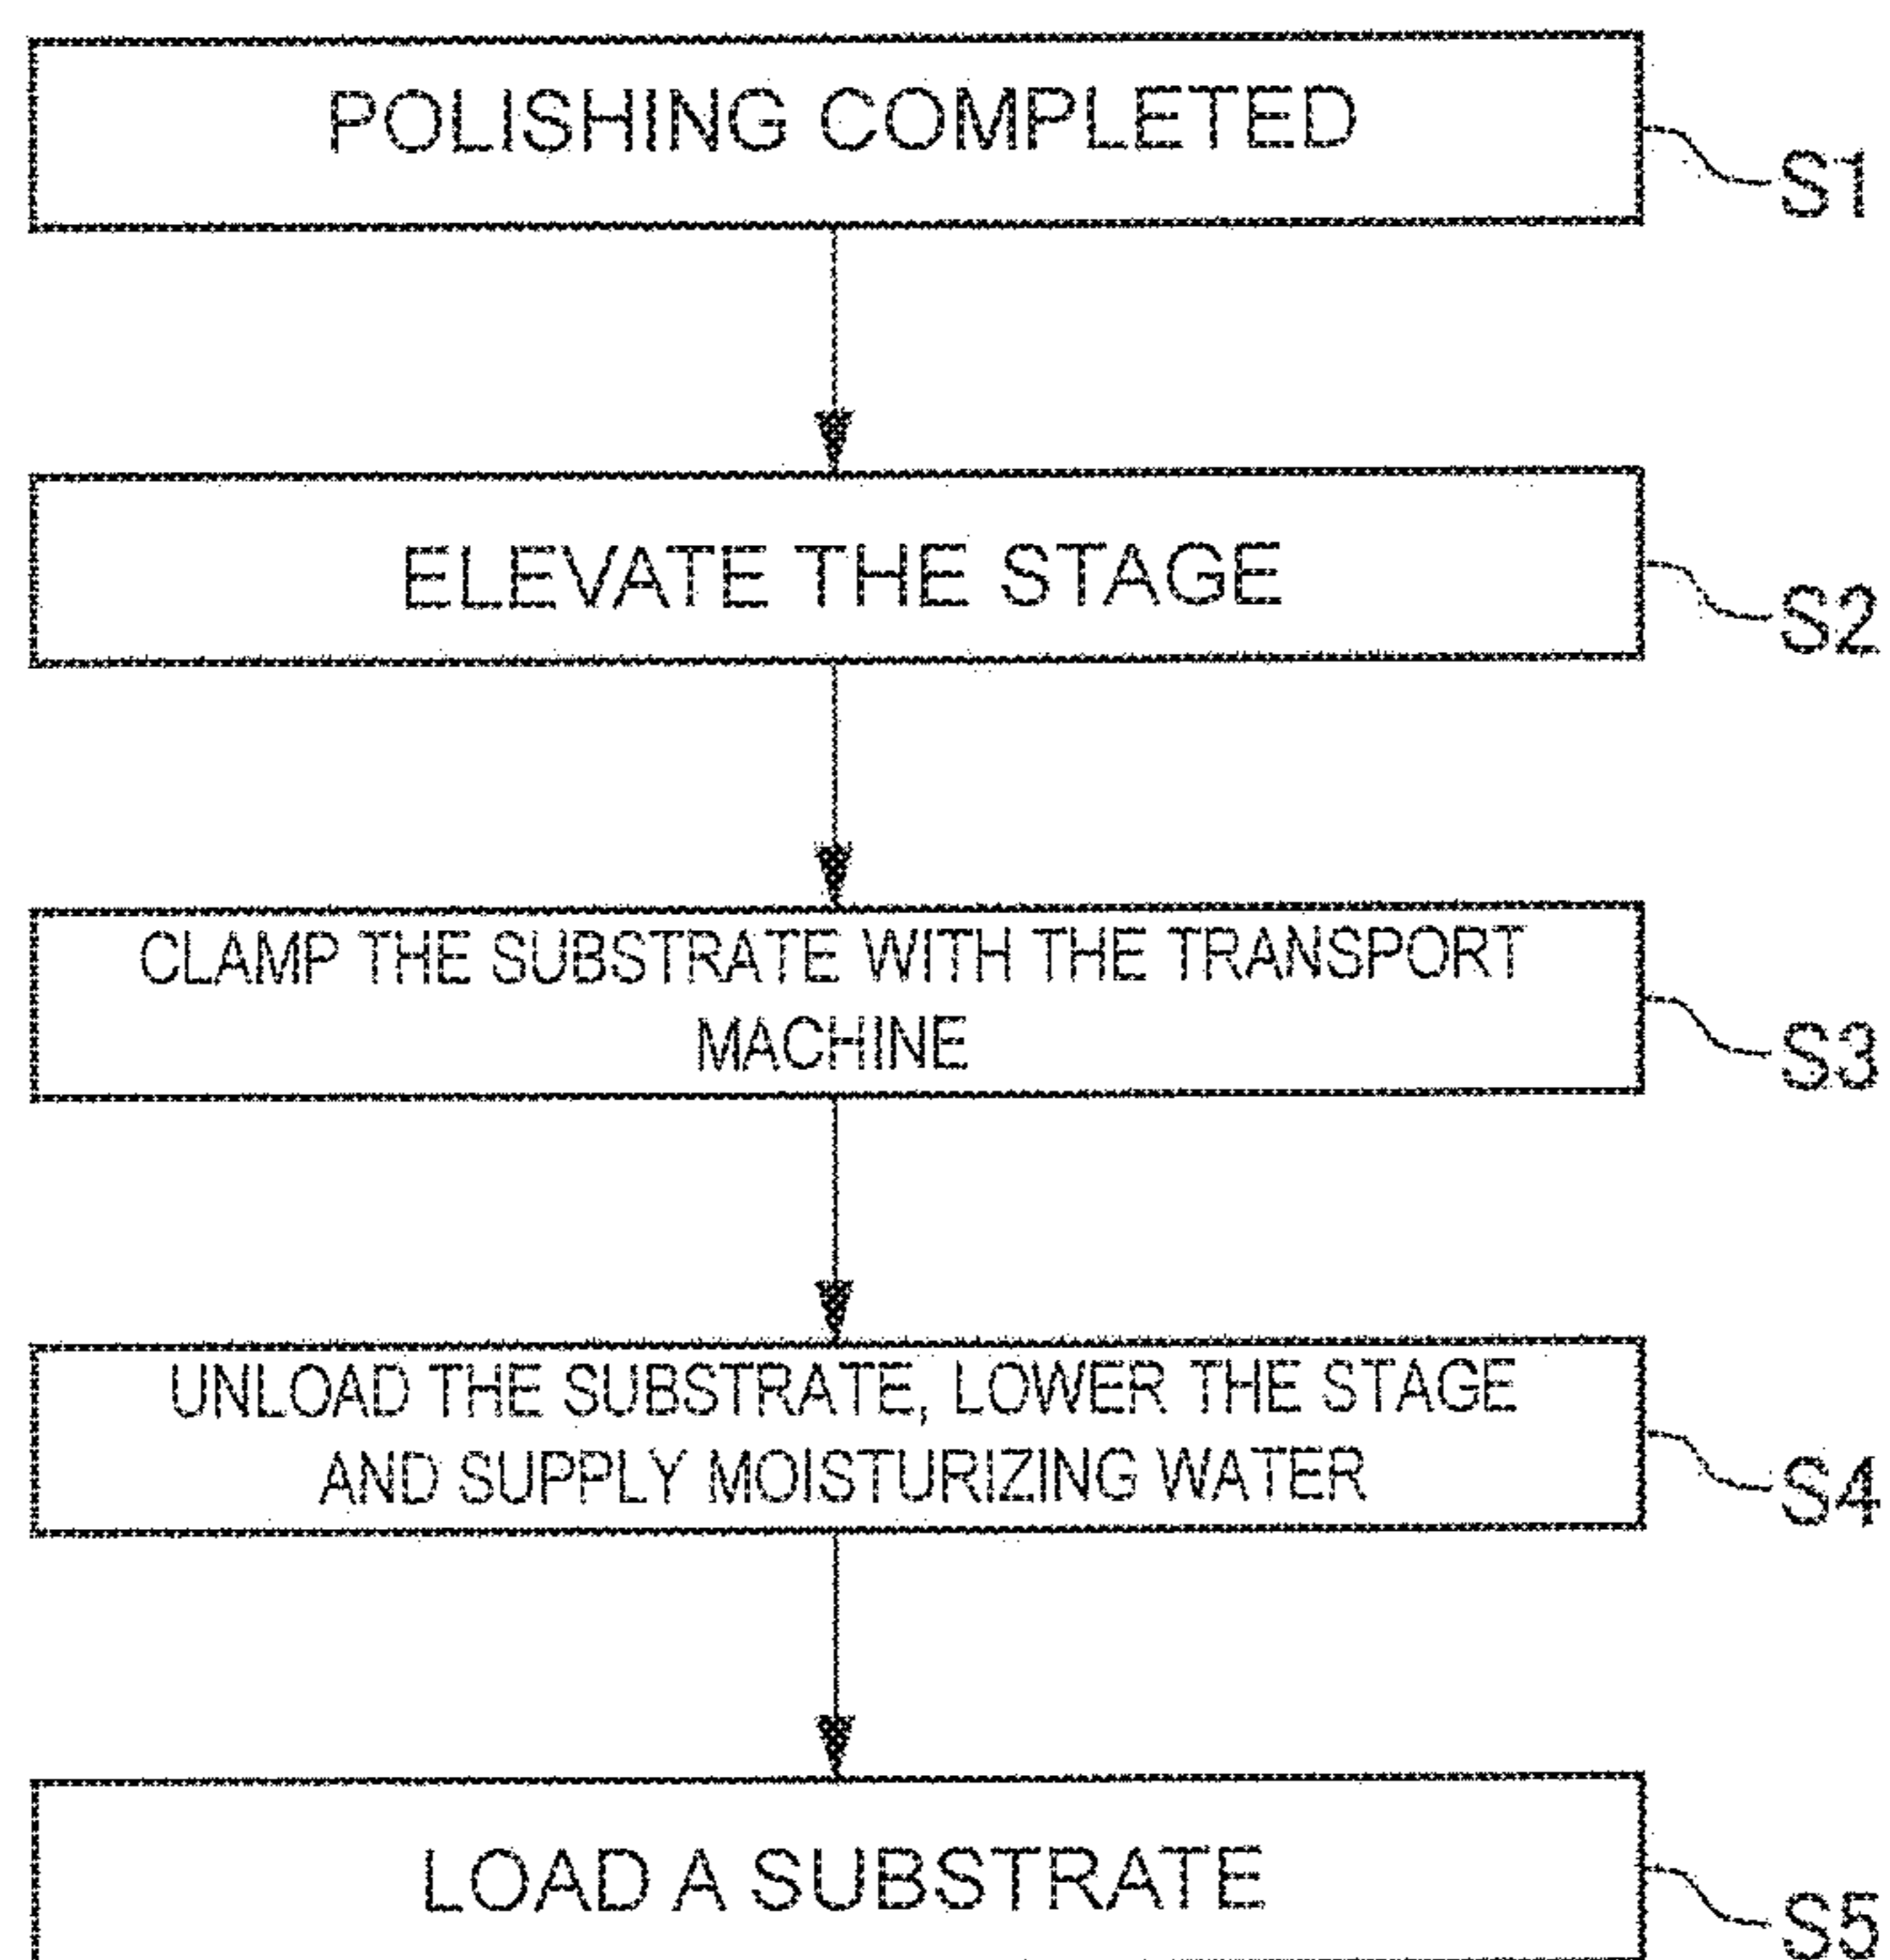 POLISHING COMPLETED
S1
ELEVATE THE STAGE
S2
CLAMP THE SUBSTRATE WITH THE TRANSPORT
MACHINE
S3
UNLOAD THE SUBSTRATE, LOWER THE STAGE
AND SUPPLY MOISTURIZING WATER
S4
LOAD A SUBSTRATE
S5